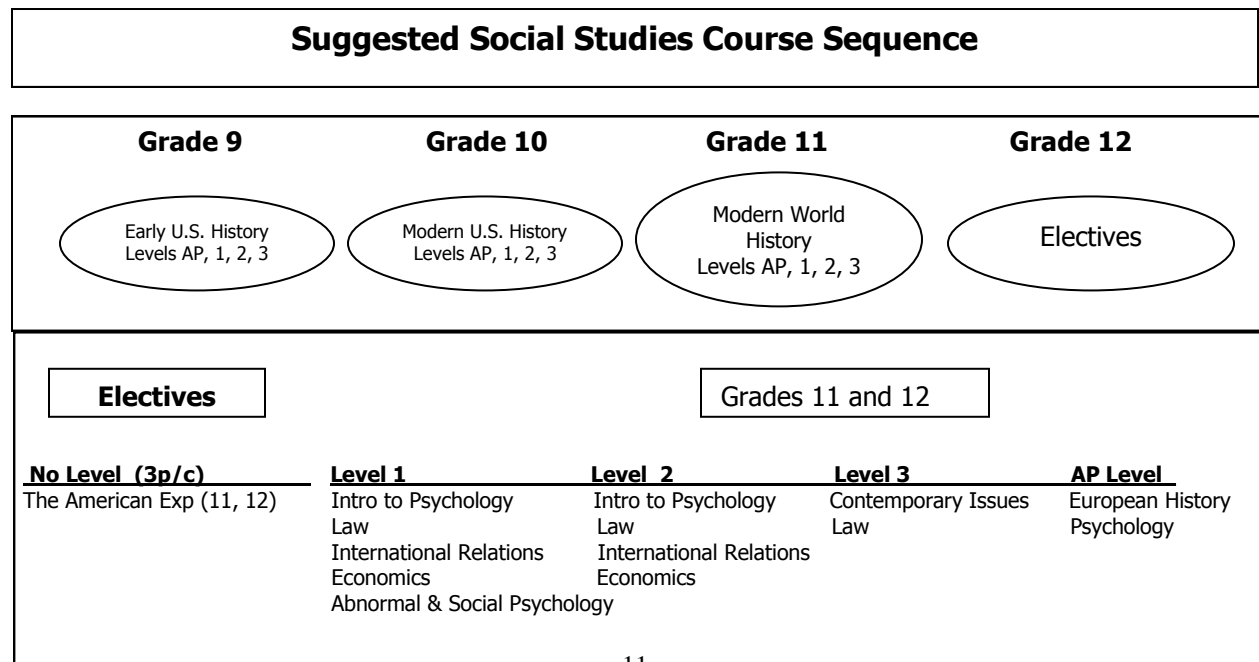 Suggested Social Studies Course Sequence
Grade 9 Grade 10 Grade 11 Grade 12
Early U.S. History
Levels AP, 1, 2, 3
Modern U.S. History
Levels AP, 1, 2, 3
Modern World
History
Levels AP, 1, 2, 3
Electives
Electives
Grades 11 and 12
No Level (3p/c)
The American Exp (11, 12)
Level 1
Intro to Psychology
Law
International Relations
Economics
Abnormal & Social Psychology
Level 2
Intro to Psychology
Law
International Relations
Economics
Level 3
Contemporary Issues
Law
AP Level
European History
Psychology
11